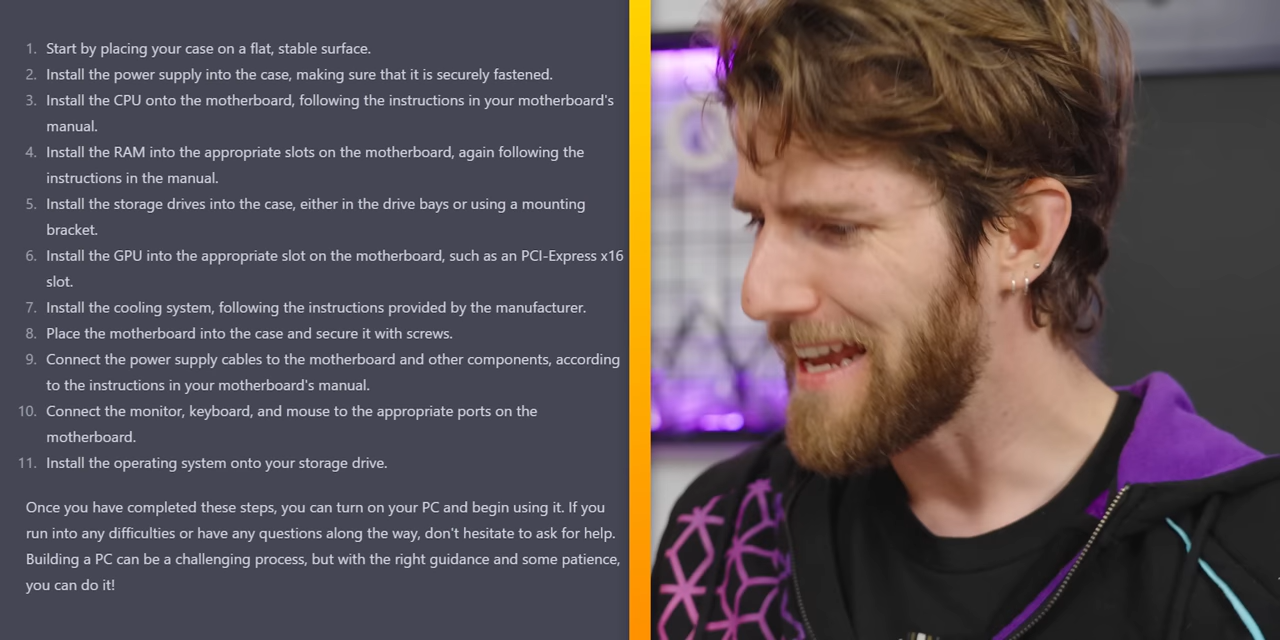 1. Start by placing your case on a flat, stable surface.
2. Install the power supply into the case, making sure that it is securely fastened.
3. Install the CPU onto the motherboard, following the instructions in your motherboard's
manual.
4. Install the RAM into the appropriate slots on the motherboard, again following the
instructions in the manual.
5. Install the storage drives into the case, either in the drive bays or using a mounting
bracket.
6. Install the GPU into the appropriate slot on the motherboard, such as an PCI-Express x16
slot.
7. Install the cooling system, following the instructions provided by the manufacturer.
8. Place the motherboard into the case and secure it with screws.
9. Connect the power supply cables to the motherboard and other components, according
to the instructions in your motherboard's manual.
10. Connect the monitor, keyboard, and mouse to the appropriate ports on the
motherboard.
11. Install the operating system onto your storage drive.
Once you have completed these steps, you can turn on your PC and begin using it. If you
run into any difficulties or have any questions along the way, don't hesitate to ask for help.
Building a PC can be a challenging process, but with the right guidance and some patience,
you can do it!